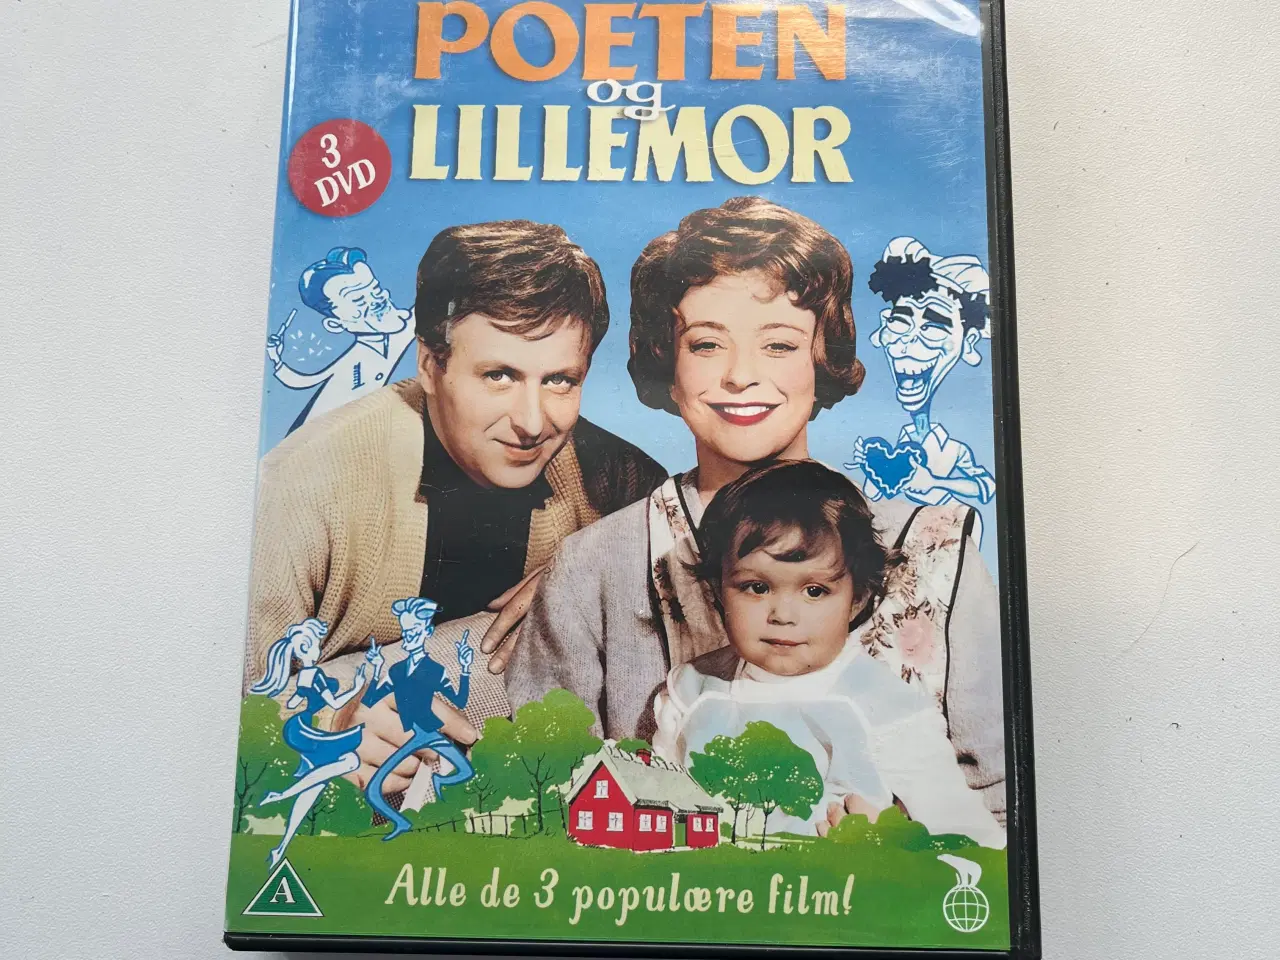 POETEN
og
LILLEMOR
3
DVD
Alle de 3 populære film!
A